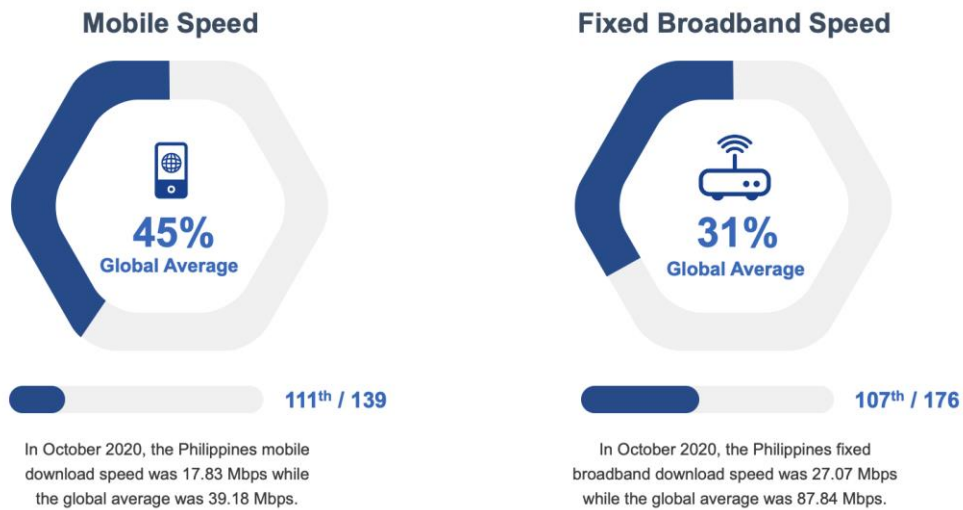 Mobile Speed
45%
Global Average
111th / 139
In October 2020, the Philippines mobile
download speed was 17.83 Mbps while
the global average was 39.18 Mbps.
Fixed Broadband Speed
31%
Global Average
107th / 176
In October 2020, the Philippines fixed
broadband download speed was 27.07 Mbps
while the global average was 87.84 Mbps.